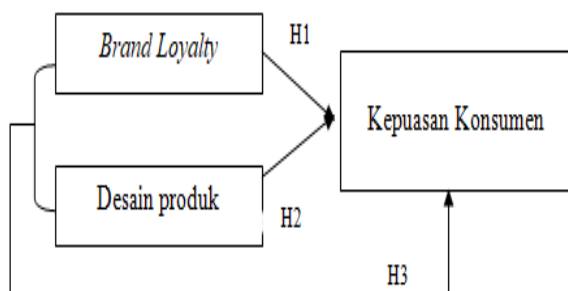 Brand Loyalty
H1
Kepuasan Konsumen
Desain produk
H2
H3